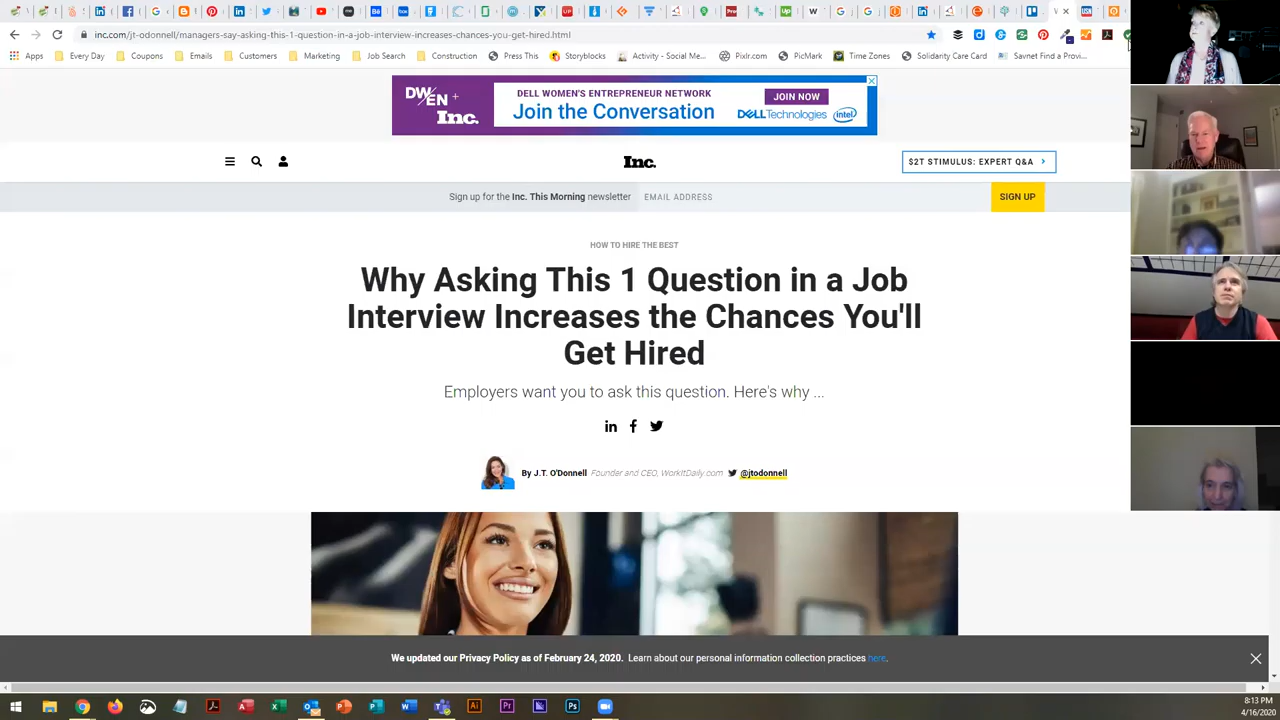 inc.com/jt-odonnell/managers-say-asking-this-1-question-in-a-job-interview-increases-chances-you-get-hired.html
Apps
Every Day
Coupons
Emails
Customers
Marketing
Job Search
Construction
Press This
Storyblocks
Activity - Social Me...
Pixlr.com
PicMark
Time Zones
Solidarity Care Card
Savnet Find a Provi...
DW EN +
Inc.
DELL WOMEN'S ENTREPRENEUR NETWORK
Join the Conversation
JOIN NOW
DELLTechnologies
intel
Inc.
$2T STIMULUS: EXPERT Q&A
Sign up for the Inc. This Morning newsletter
EMAIL ADDRESS
SIGN UP
HOW TO HIRE THE BEST
Why Asking This 1 Question in a Job
Interview Increases the Chances You'll
Get Hired
Employers want you to ask this question. Here's why ...
By J.T. O'Donnell Founder and CEO, WorkItDaily.com @jtodonnell
We updated our Privacy Policy as of February 24, 2020. Learn about our personal information collection practices here.
8:13 PM
4/16/2020